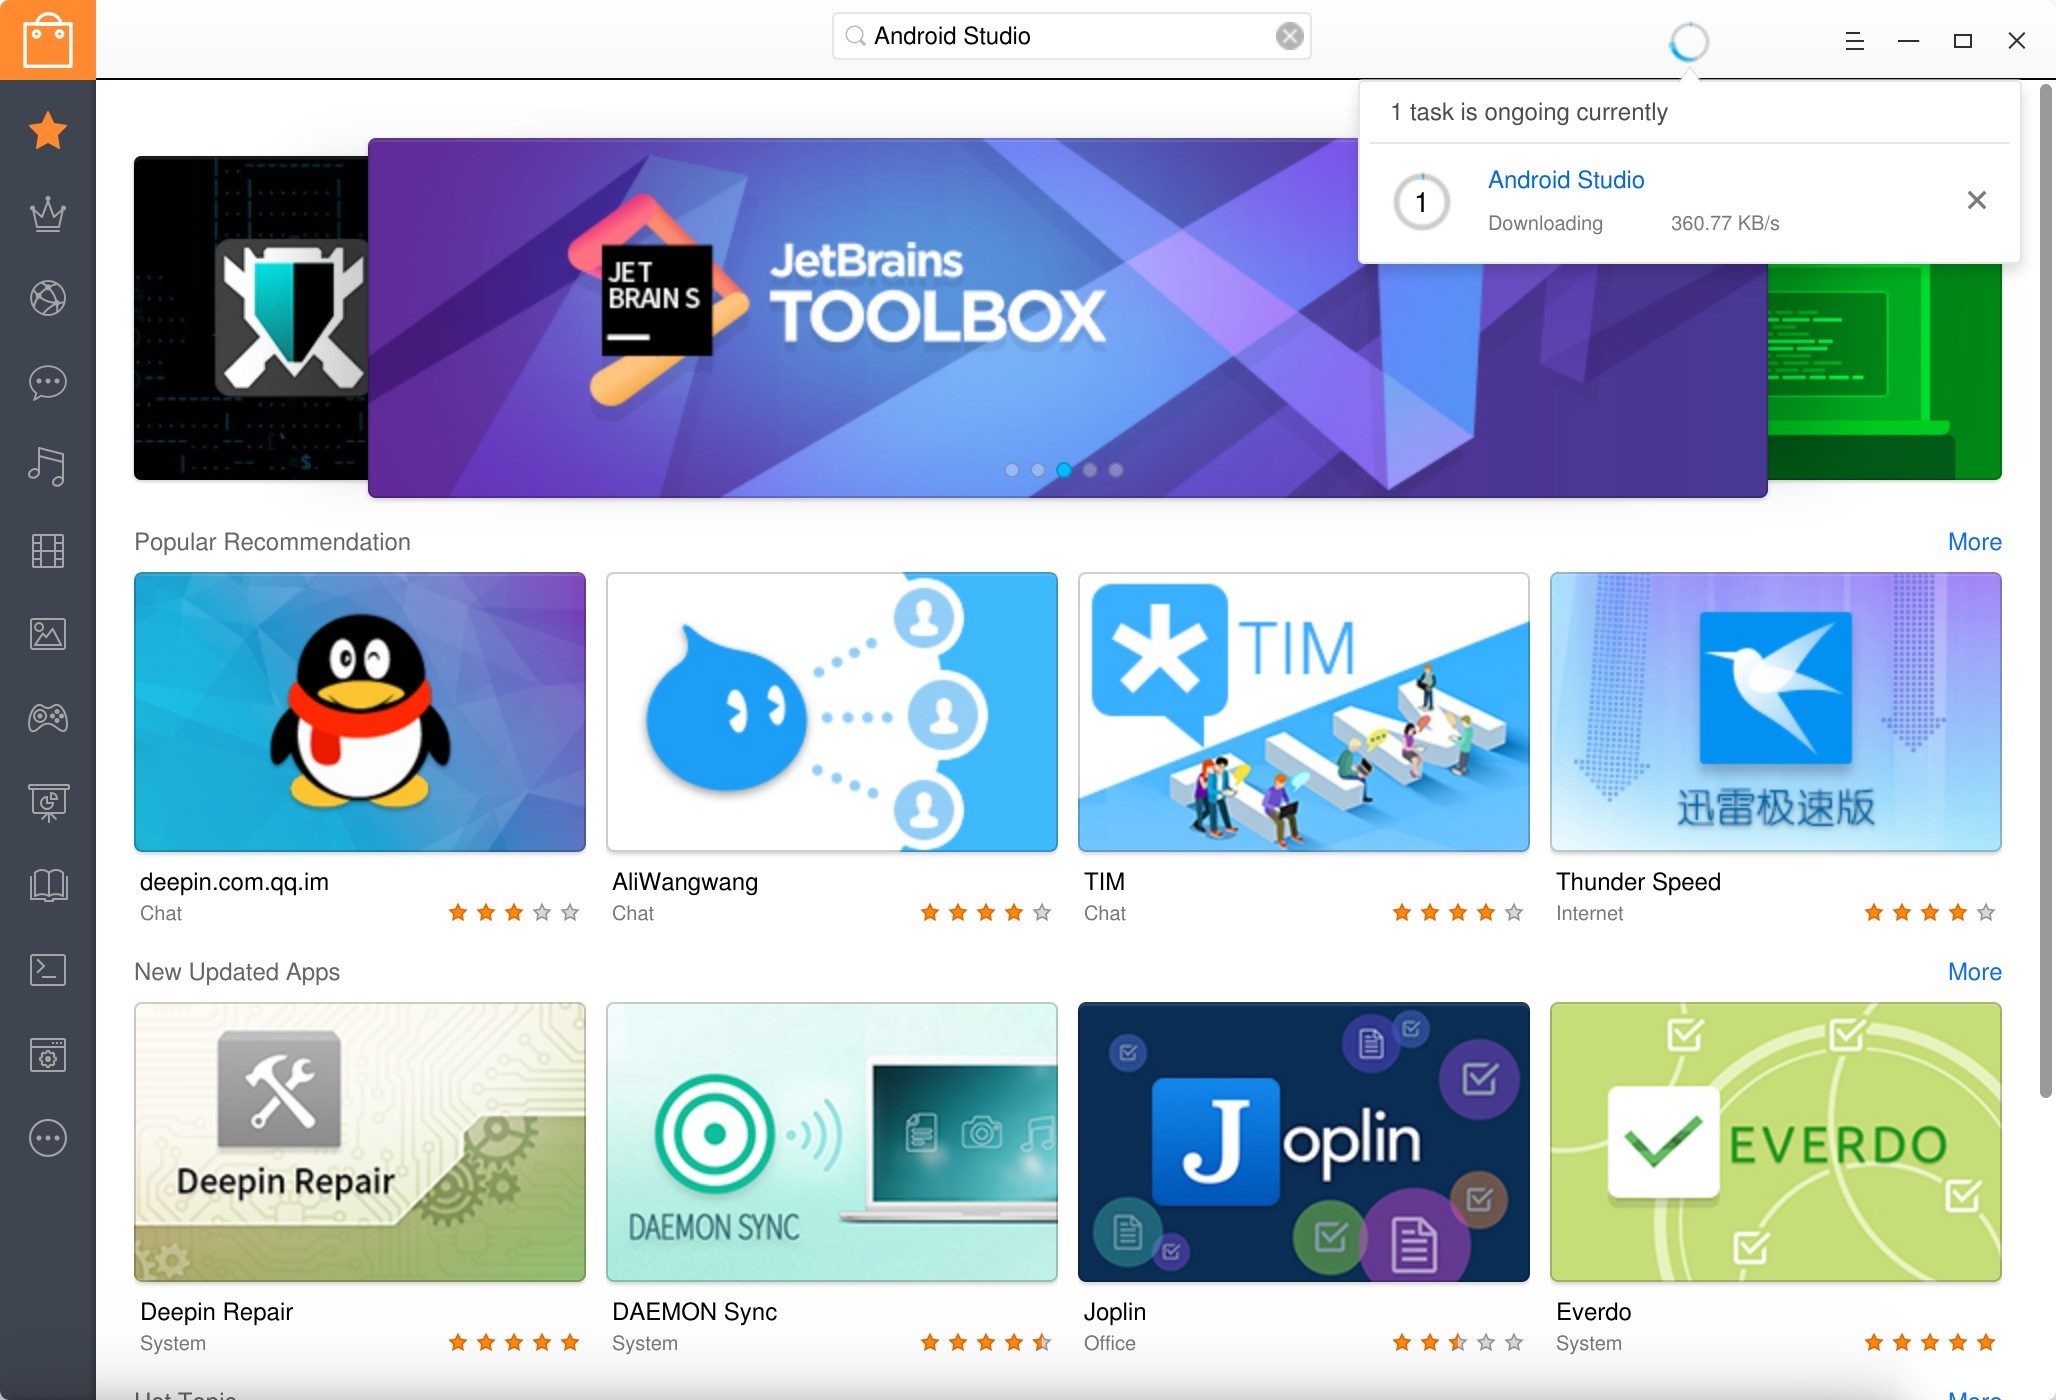 Android Studio
1 task is ongoing currently
1
Android Studio
Downloading 360.77 KB/s
JET
BRAINS
JetBrains
TOOLBOX
Popular Recommendation More
TIM
迅雷极速版
deepin.com.qq.im
Chat
AliWangwang
Chat
TIM
Chat
Thunder Speed
Internet
New Updated Apps More
Deepin Repair
DAEMON SYNC
Joplin
EVERDO
Deepin Repair
System
DAEMON Sync
System
Joplin
Office
Everdo
System
Hot Topic More